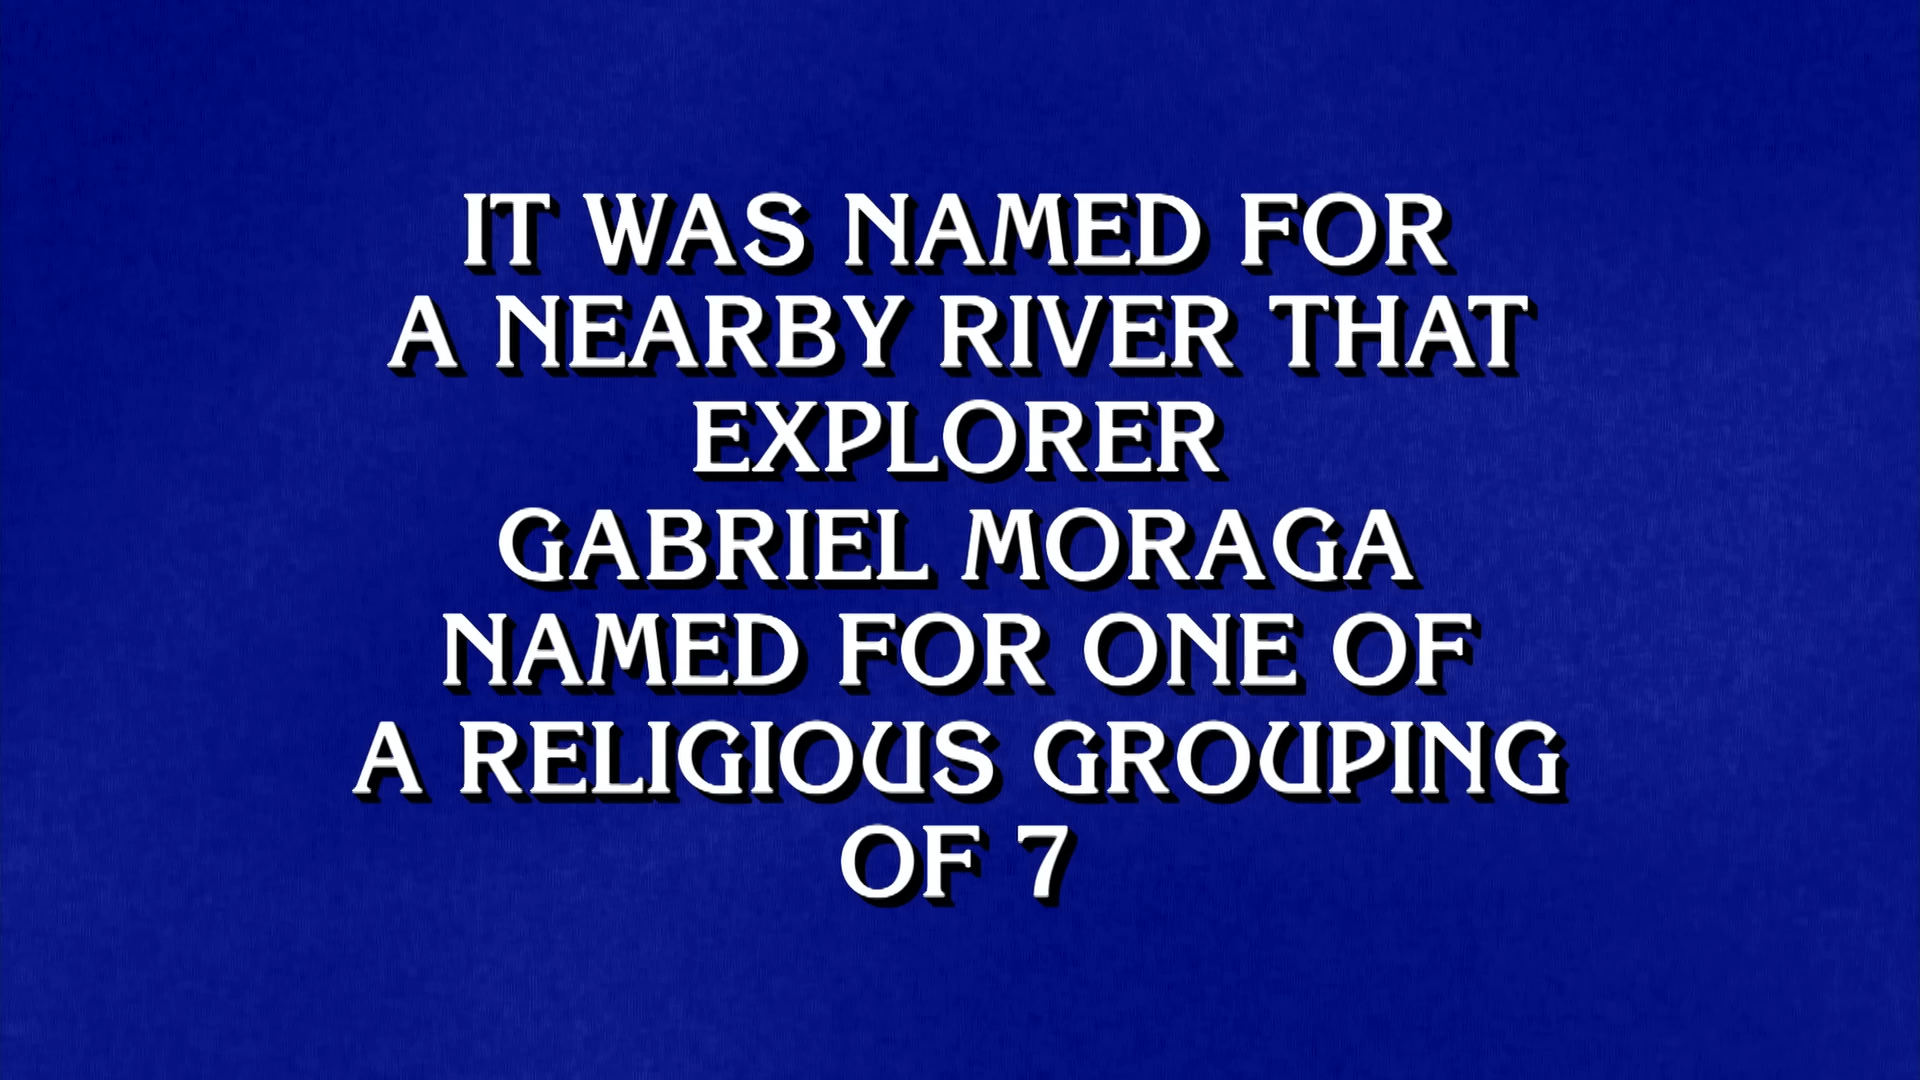 IT WAS NAMED FOR
A NEARBY RIVER THAT
EXPLORER
GABRIEL MORAGA
NAMED FOR ONE OF
A RELIGIOUS GROUPING
OF 7